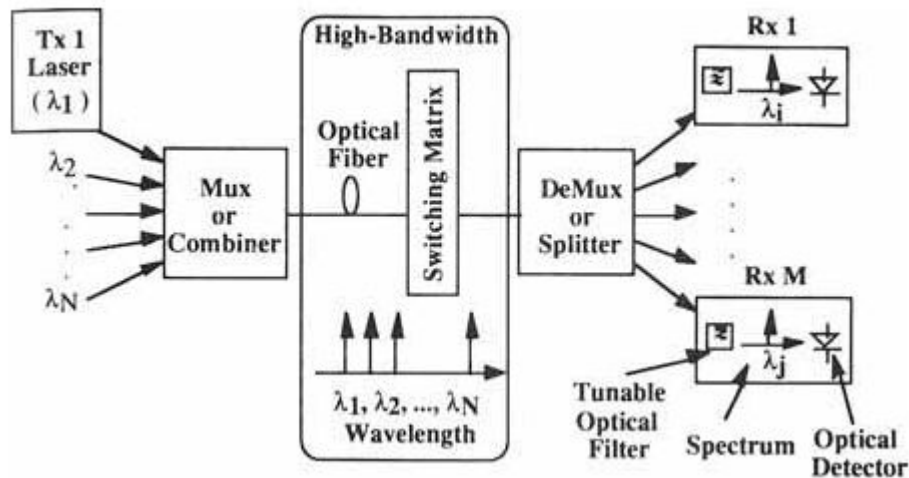 Tx 1
Laser
(λ1)
λ2
λN
Mux
or
Combiner
High-Bandwidth
Optical
Fiber
Switching Matrix
λ1, λ2, ..., λN
Wavelength
DeMux
or
Splitter
Rx 1
λi
Rx M
λj
Tunable
Optical
Filter
Spectrum
Optical
Detector